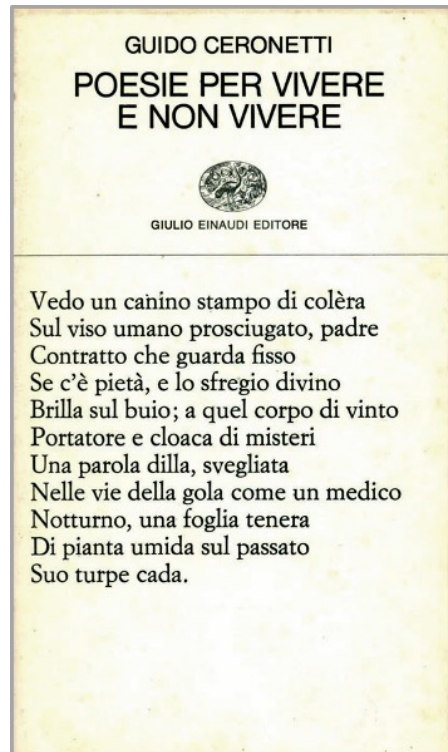 GUIDO CERONETTI
POESIE PER VIVERE
E NON VIVERE
GIULIO EINAUDI EDITORE
Vedo un canino stampo di colèra
Sul viso umano prosciugato, padre
Contratto che guarda fisso
Se c'è pietà, e lo sfregio divino
Brilla sul buio; a quel corpo di vinto
Portatore e cloaca di misteri
Una parola dilla, svegliata
Nelle vie della gola come un medico
Notturno, una foglia tenera
Di pianta umida sul passato
Suo turpe cada.